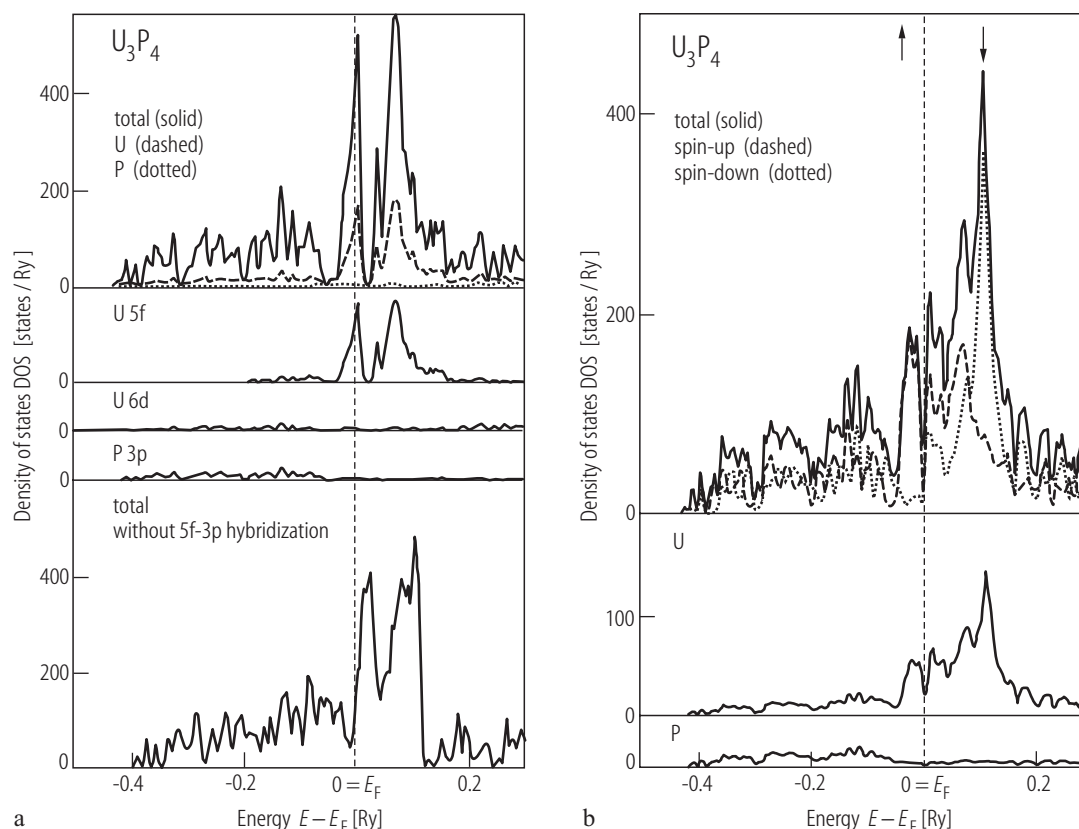 U3P4
total (solid)
U (dashed)
P (dotted)
400
200
0
U 5f
0
U 6d
0
P 3p
0
total
without 5f-3p hybridization
400
200
0
-0.4
-0.2
0 = EF
0.2
Density of states DOS [states / Ry]
Energy E – EF [Ry]
a
U3P4
total (solid)
spin-up (dashed)
spin-down (dotted)
400
200
0
U
100
0
P
0
-0.4
-0.2
0 = EF
0.2
Density of states DOS [states / Ry]
Energy E – EF [Ry]
b